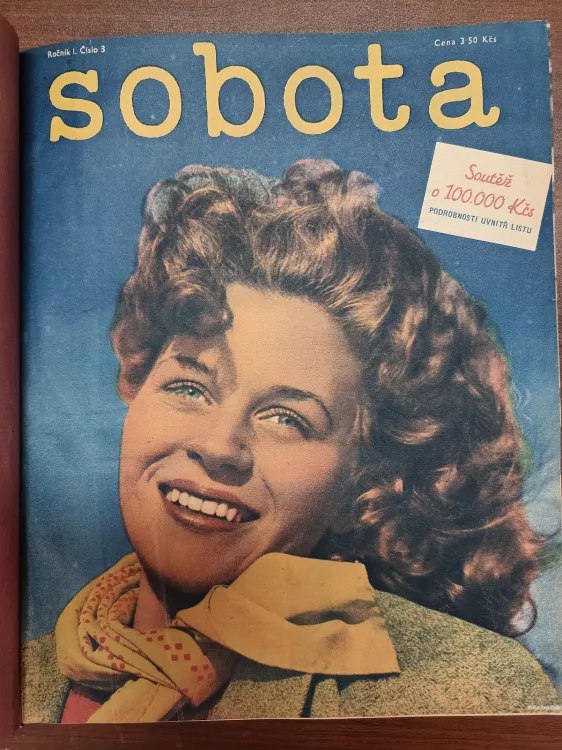 Ročník I. Číslo 3
Cena 3·50 Kčs
sobota
Soutěž
o 100.000 Kčs
PODROBNOSTI UVNITŘ LISTU